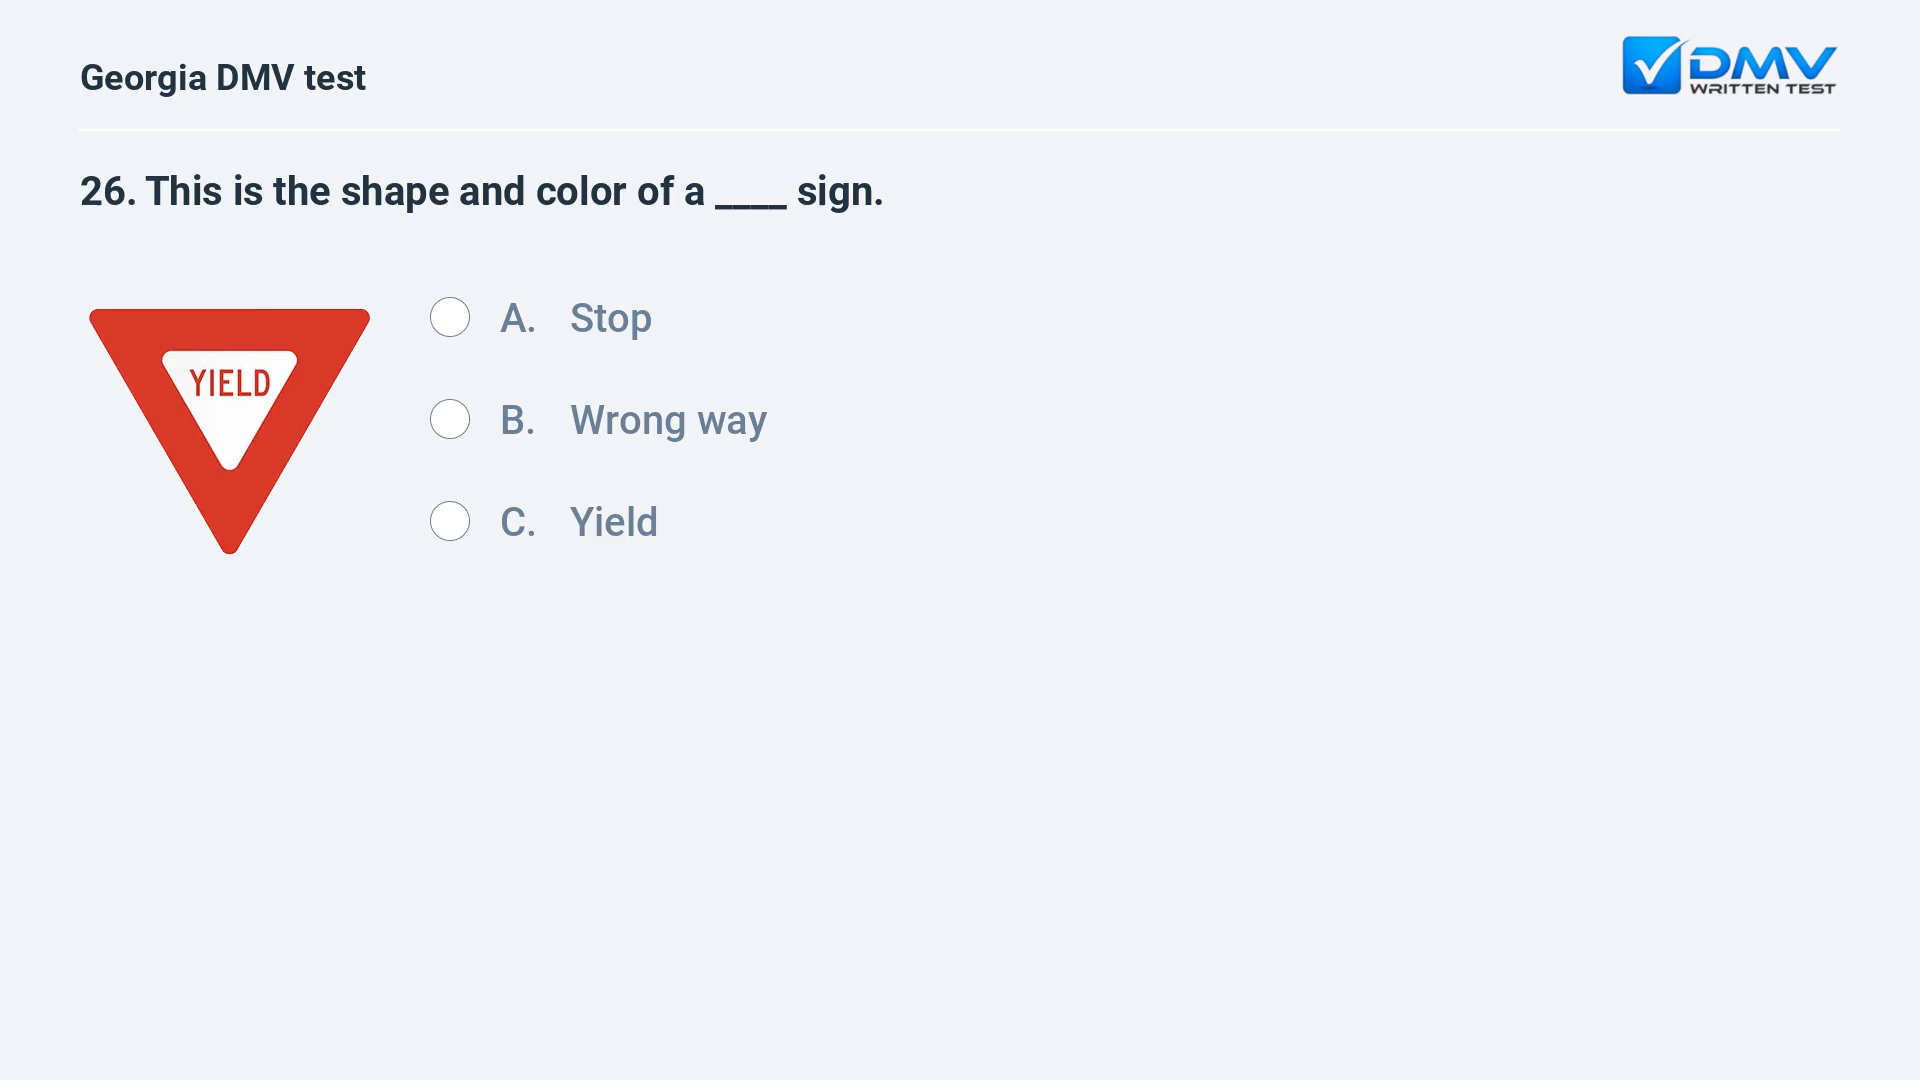 Georgia DMV test
DMV
WRITTEN TEST
26. This is the shape and color of a ____ sign.
YIELD
A. Stop
B. Wrong way
C. Yield